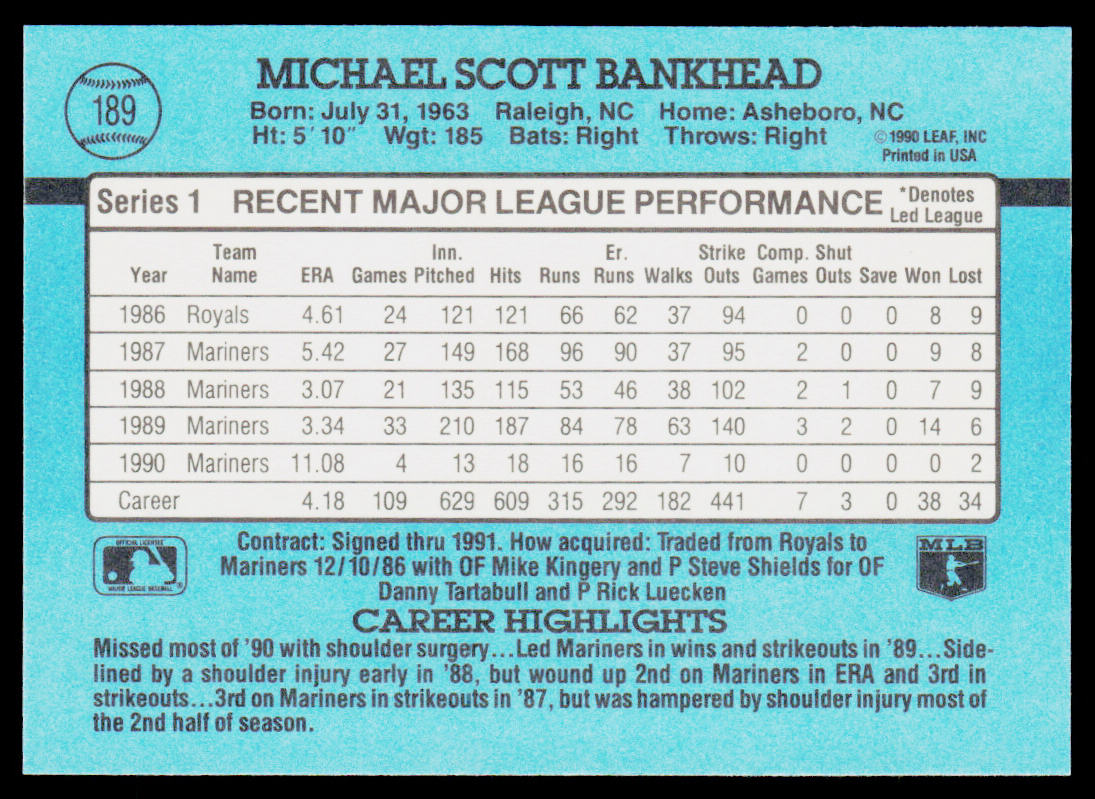 189
MICHAEL SCOTT BANKHEAD
Born: July 31, 1963 Raleigh, NC Home: Asheboro, NC
Ht: 5' 10" Wgt: 185 Bats: Right Throws: Right
©1990 LEAF, INC
Printed in USA
Series 1 RECENT MAJOR LEAGUE PERFORMANCE *Denotes Led League
Year Team Name ERA Games Inn. Pitched Hits Runs Er. Runs Walks Strike Outs Comp. Games Shut Outs Save Won Lost
1986 Royals 4.61 24 121 121 66 62 37 94 0 0 0 8 9
1987 Mariners 5.42 27 149 168 96 90 37 95 2 0 0 9 8
1988 Mariners 3.07 21 135 115 53 46 38 102 2 1 0 7 9
1989 Mariners 3.34 33 210 187 84 78 63 140 3 2 0 14 6
1990 Mariners 11.08 4 13 18 16 16 7 10 0 0 0 0 2
Career 4.18 109 629 609 315 292 182 441 7 3 0 38 34
OFFICIAL LICENSEE
MAJOR LEAGUE BASEBALL
®
Contract: Signed thru 1991. How acquired: Traded from Royals to
Mariners 12/10/86 with OF Mike Kingery and P Steve Shields for OF
Danny Tartabull and P Rick Luecken
MLB
CAREER HIGHLIGHTS
Missed most of '90 with shoulder surgery...Led Mariners in wins and strikeouts in '89...Side-
lined by a shoulder injury early in '88, but wound up 2nd on Mariners in ERA and 3rd in
strikeouts...3rd on Mariners in strikeouts in '87, but was hampered by shoulder injury most of
the 2nd half of season.